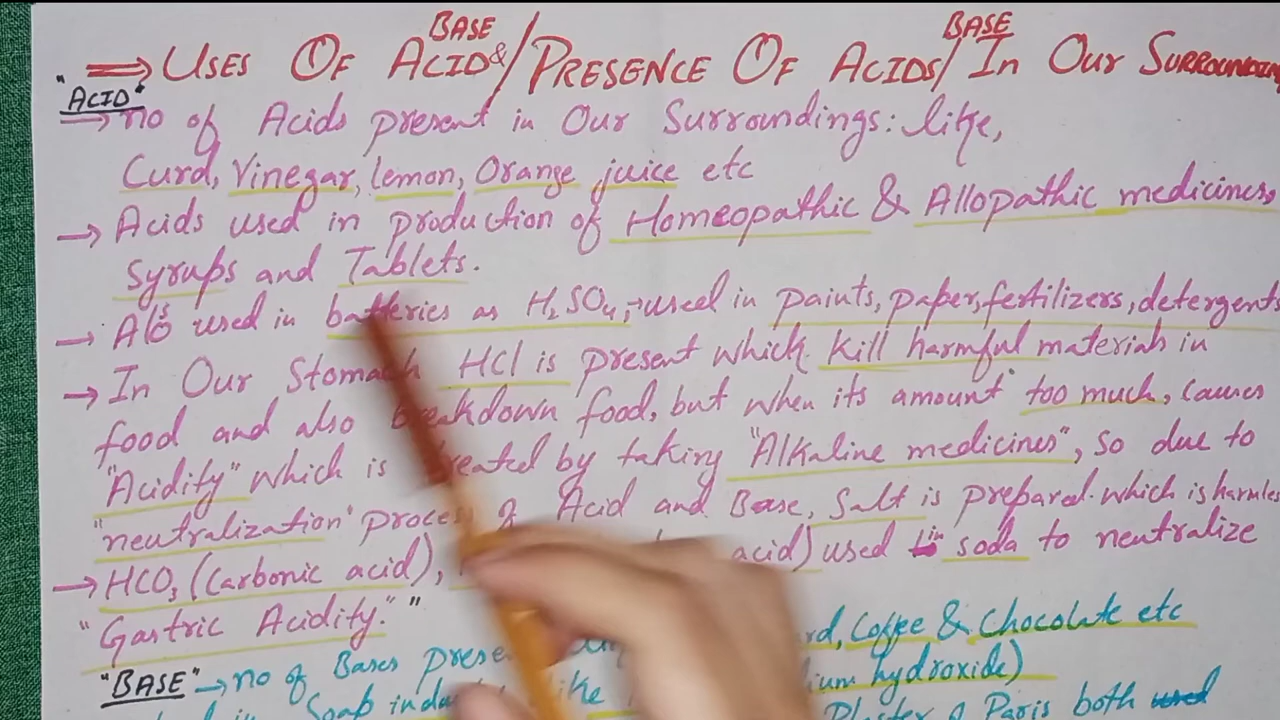 ⇒ USES OF ACID & BASE / PRESENCE OF ACIDS / BASE In Our SURROUNDING
"ACID"
→ no of Acids present in Our Surroundings: like,
Curd, Vinegar, lemon, Orange juice etc
→ Acids used in production of Homeopathic & Allopathic medicines,
Syrups and Tablets.
→ Also used in batteries as H₂SO₄, → used in paints, paper, fertilizers, detergents
→ In Our Stomach HCl is present which kill harmful materials in
food and also breakdown food, but when its amount too much, causes
"Acidity" which is treated by taking "Alkaline medicines", so due to
"neutralization" process of Acid and Base, Salt is prepared which is harmless
→ HCO₃ (Carbonic acid), acid) used in soda to neutralize
"Gastric Acidity."
"BASE" → no of Bases Coffee & Chocolate etc
Soap hydroxide)
Plaster of Paris both used